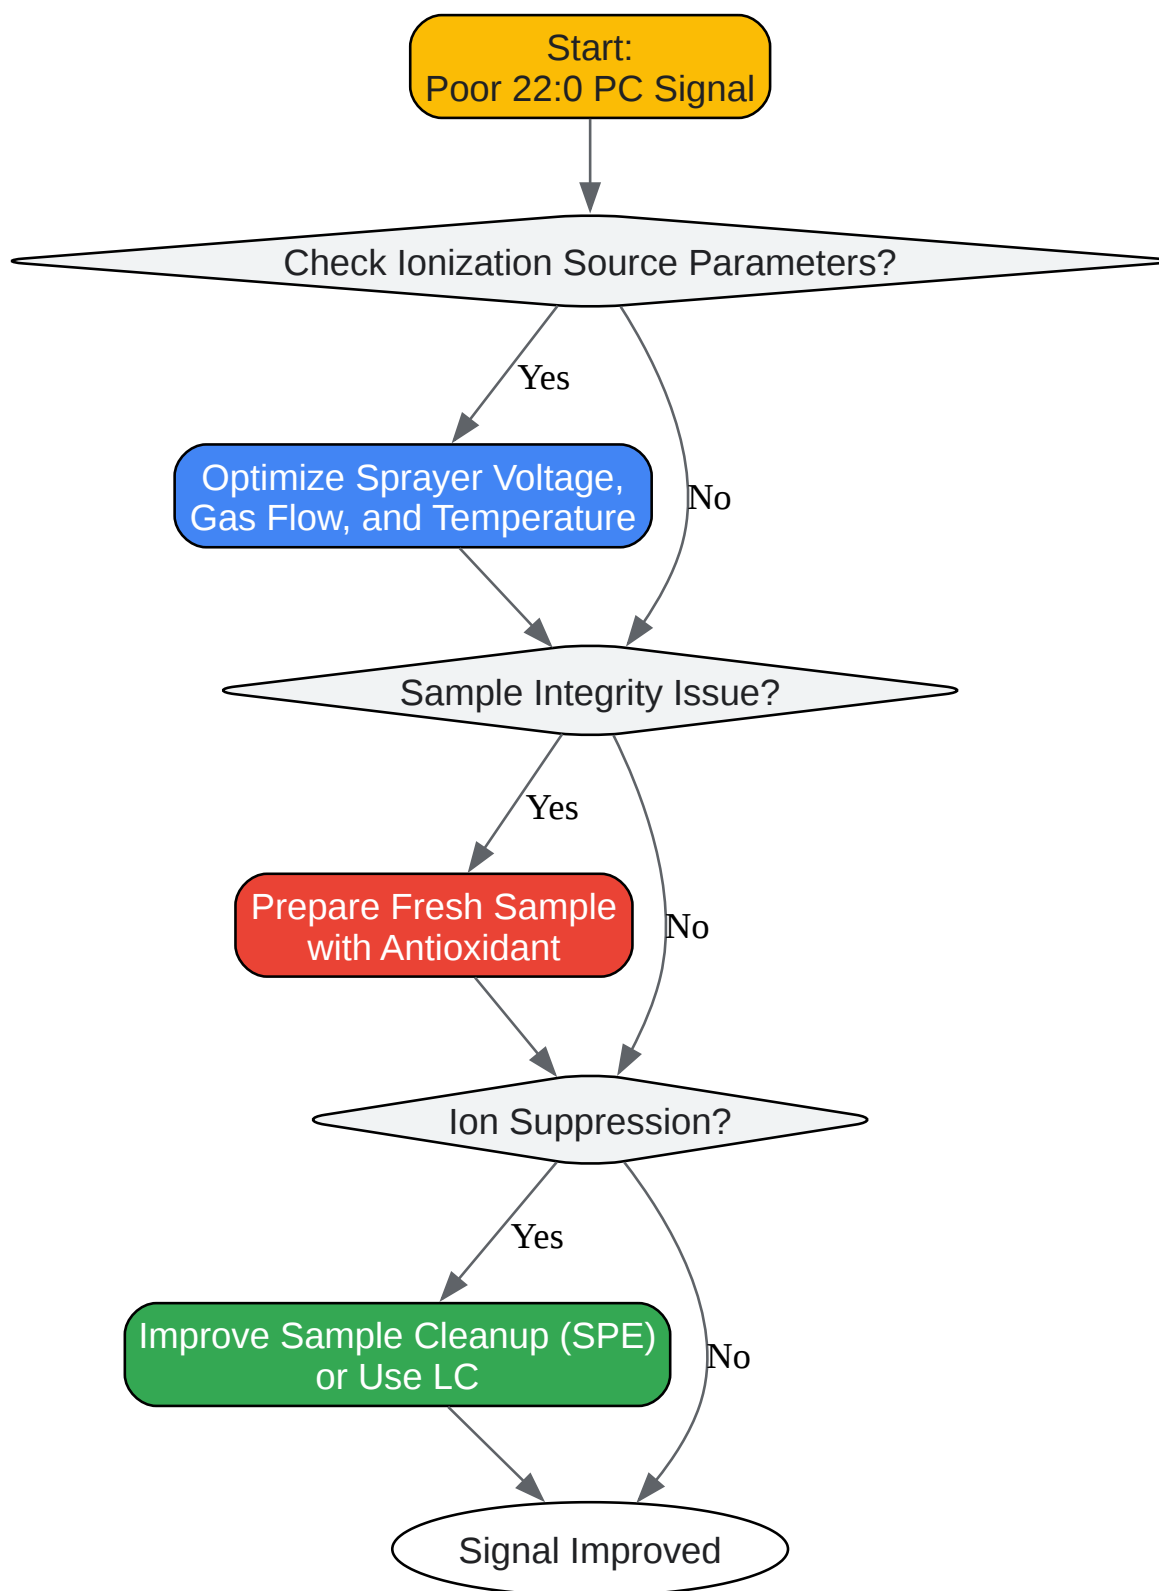 Start:
Poor 22:0 PC Signal
Check Ionization Source Parameters?
Yes
Optimize Sprayer Voltage,
Gas Flow, and Temperature
No
Sample Integrity Issue?
Yes
Prepare Fresh Sample
with Antioxidant
No
Ion Suppression?
Yes
Improve Sample Cleanup (SPE)
or Use LC
No
Signal Improved